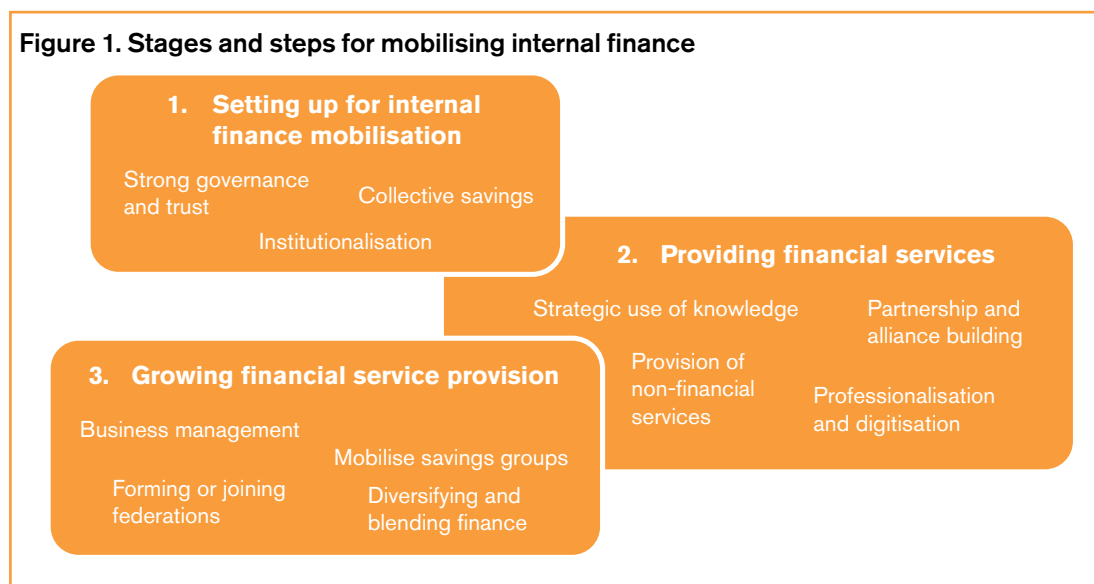 Figure 1. Stages and steps for mobilising internal finance
1. Setting up for internal
finance mobilisation
Strong governance
and trust
Collective savings
Institutionalisation
2. Providing financial services
Strategic use of knowledge
Partnership and
alliance building
Provision of
non-financial
services
Professionalisation
and digitisation
3. Growing financial service provision
Business management
Mobilise savings groups
Forming or joining
federations
Diversifying and
blending finance